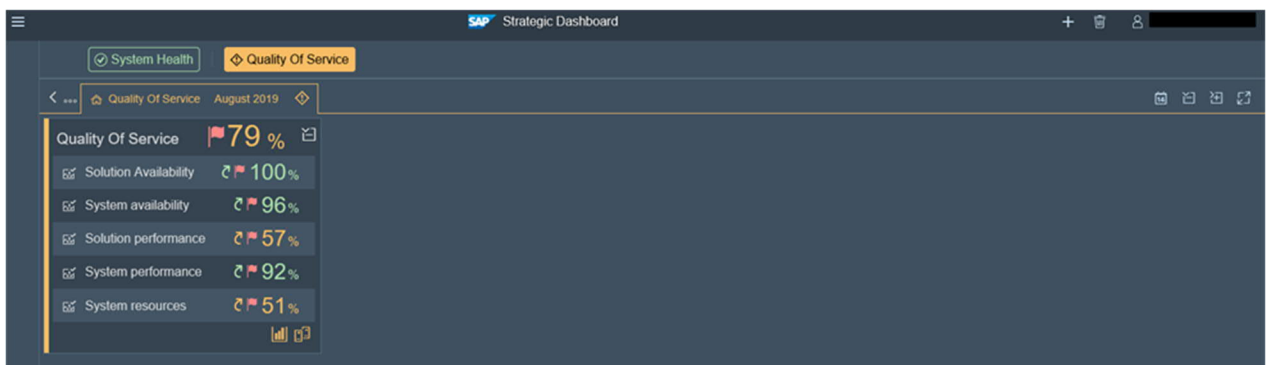 SAP Strategic Dashboard
System Health Quality Of Service
... Quality Of Service August 2019
Quality Of Service 79 %
Solution Availability 100%
System availability 96%
Solution performance 57%
System performance 92%
System resources 51%